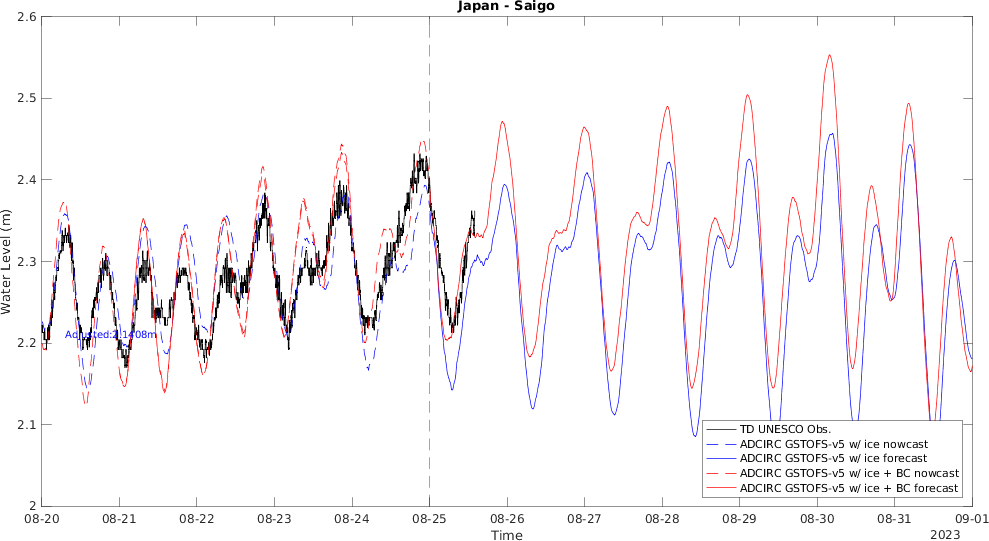 Japan - Saigo
2.6
2.5
2.4
2.3
2.2
2.1
2
Water Level (m)
TD UNESCO Obs.
ADCIRC GSTOFS-v5 w/ ice nowcast
ADCIRC GSTOFS-v5 w/ ice forecast
ADCIRC GSTOFS-v5 w/ ice + BC nowcast
ADCIRC GSTOFS-v5 w/ ice + BC forecast
08-20 08-21 08-22 08-23 08-24 08-25 08-26 08-27 08-28 08-29 08-30 08-31 09-01
Time
2023